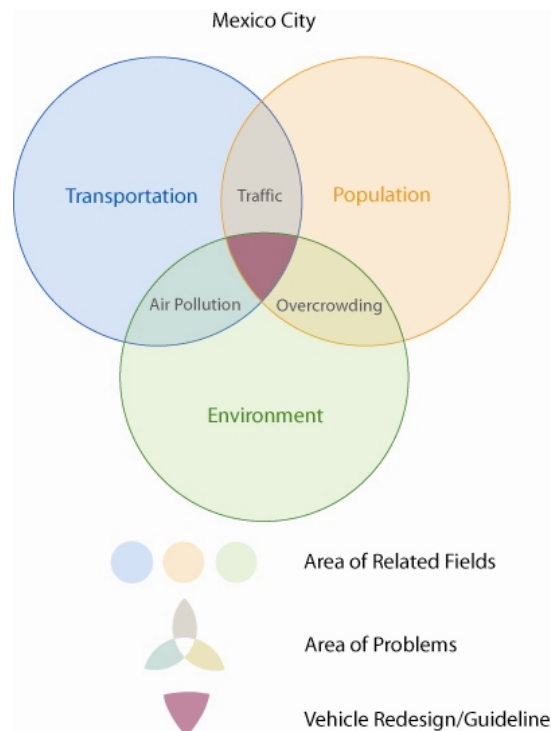 Mexico City
Transportation
Traffic
Population
Air Pollution
Overcrowding
Environment
Area of Related Fields
Area of Problems
Vehicle Redesign/Guideline